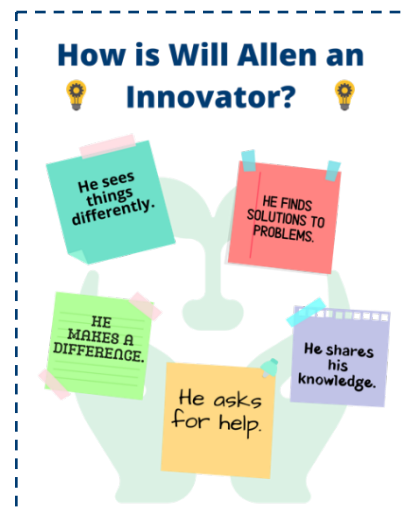 How is Will Allen an
Innovator?
He sees
things
differently.
HE FINDS
SOLUTIONS TO
PROBLEMS.
HE
MAKES A
DIFFERENCE.
He shares
his
knowledge.
He asks
for help.